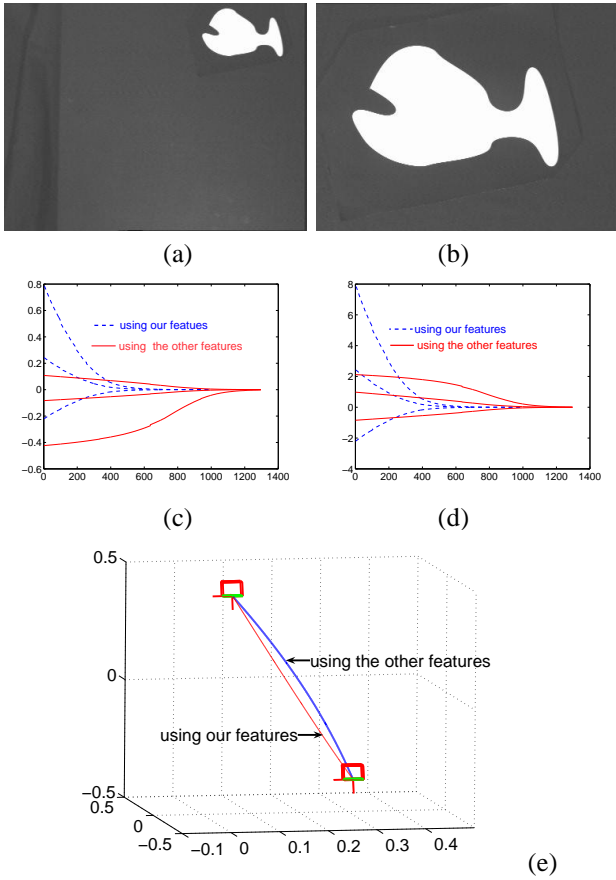 (a) (b)
0.8
0.6
0.4
0.2
0
−0.2
−0.4
−0.6
0 200 400 600 800 1000 1200 1400
using our featues
using the other features
(c)
8
6
4
2
0
−2
−4
0 200 400 600 800 1000 1200 1400
using our features
using the other features
(d)
0.5
0
−0.5
0.5
0
−0.5
−0.1 0 0.1 0.2 0.3 0.4
using the other features
using our features
(e)